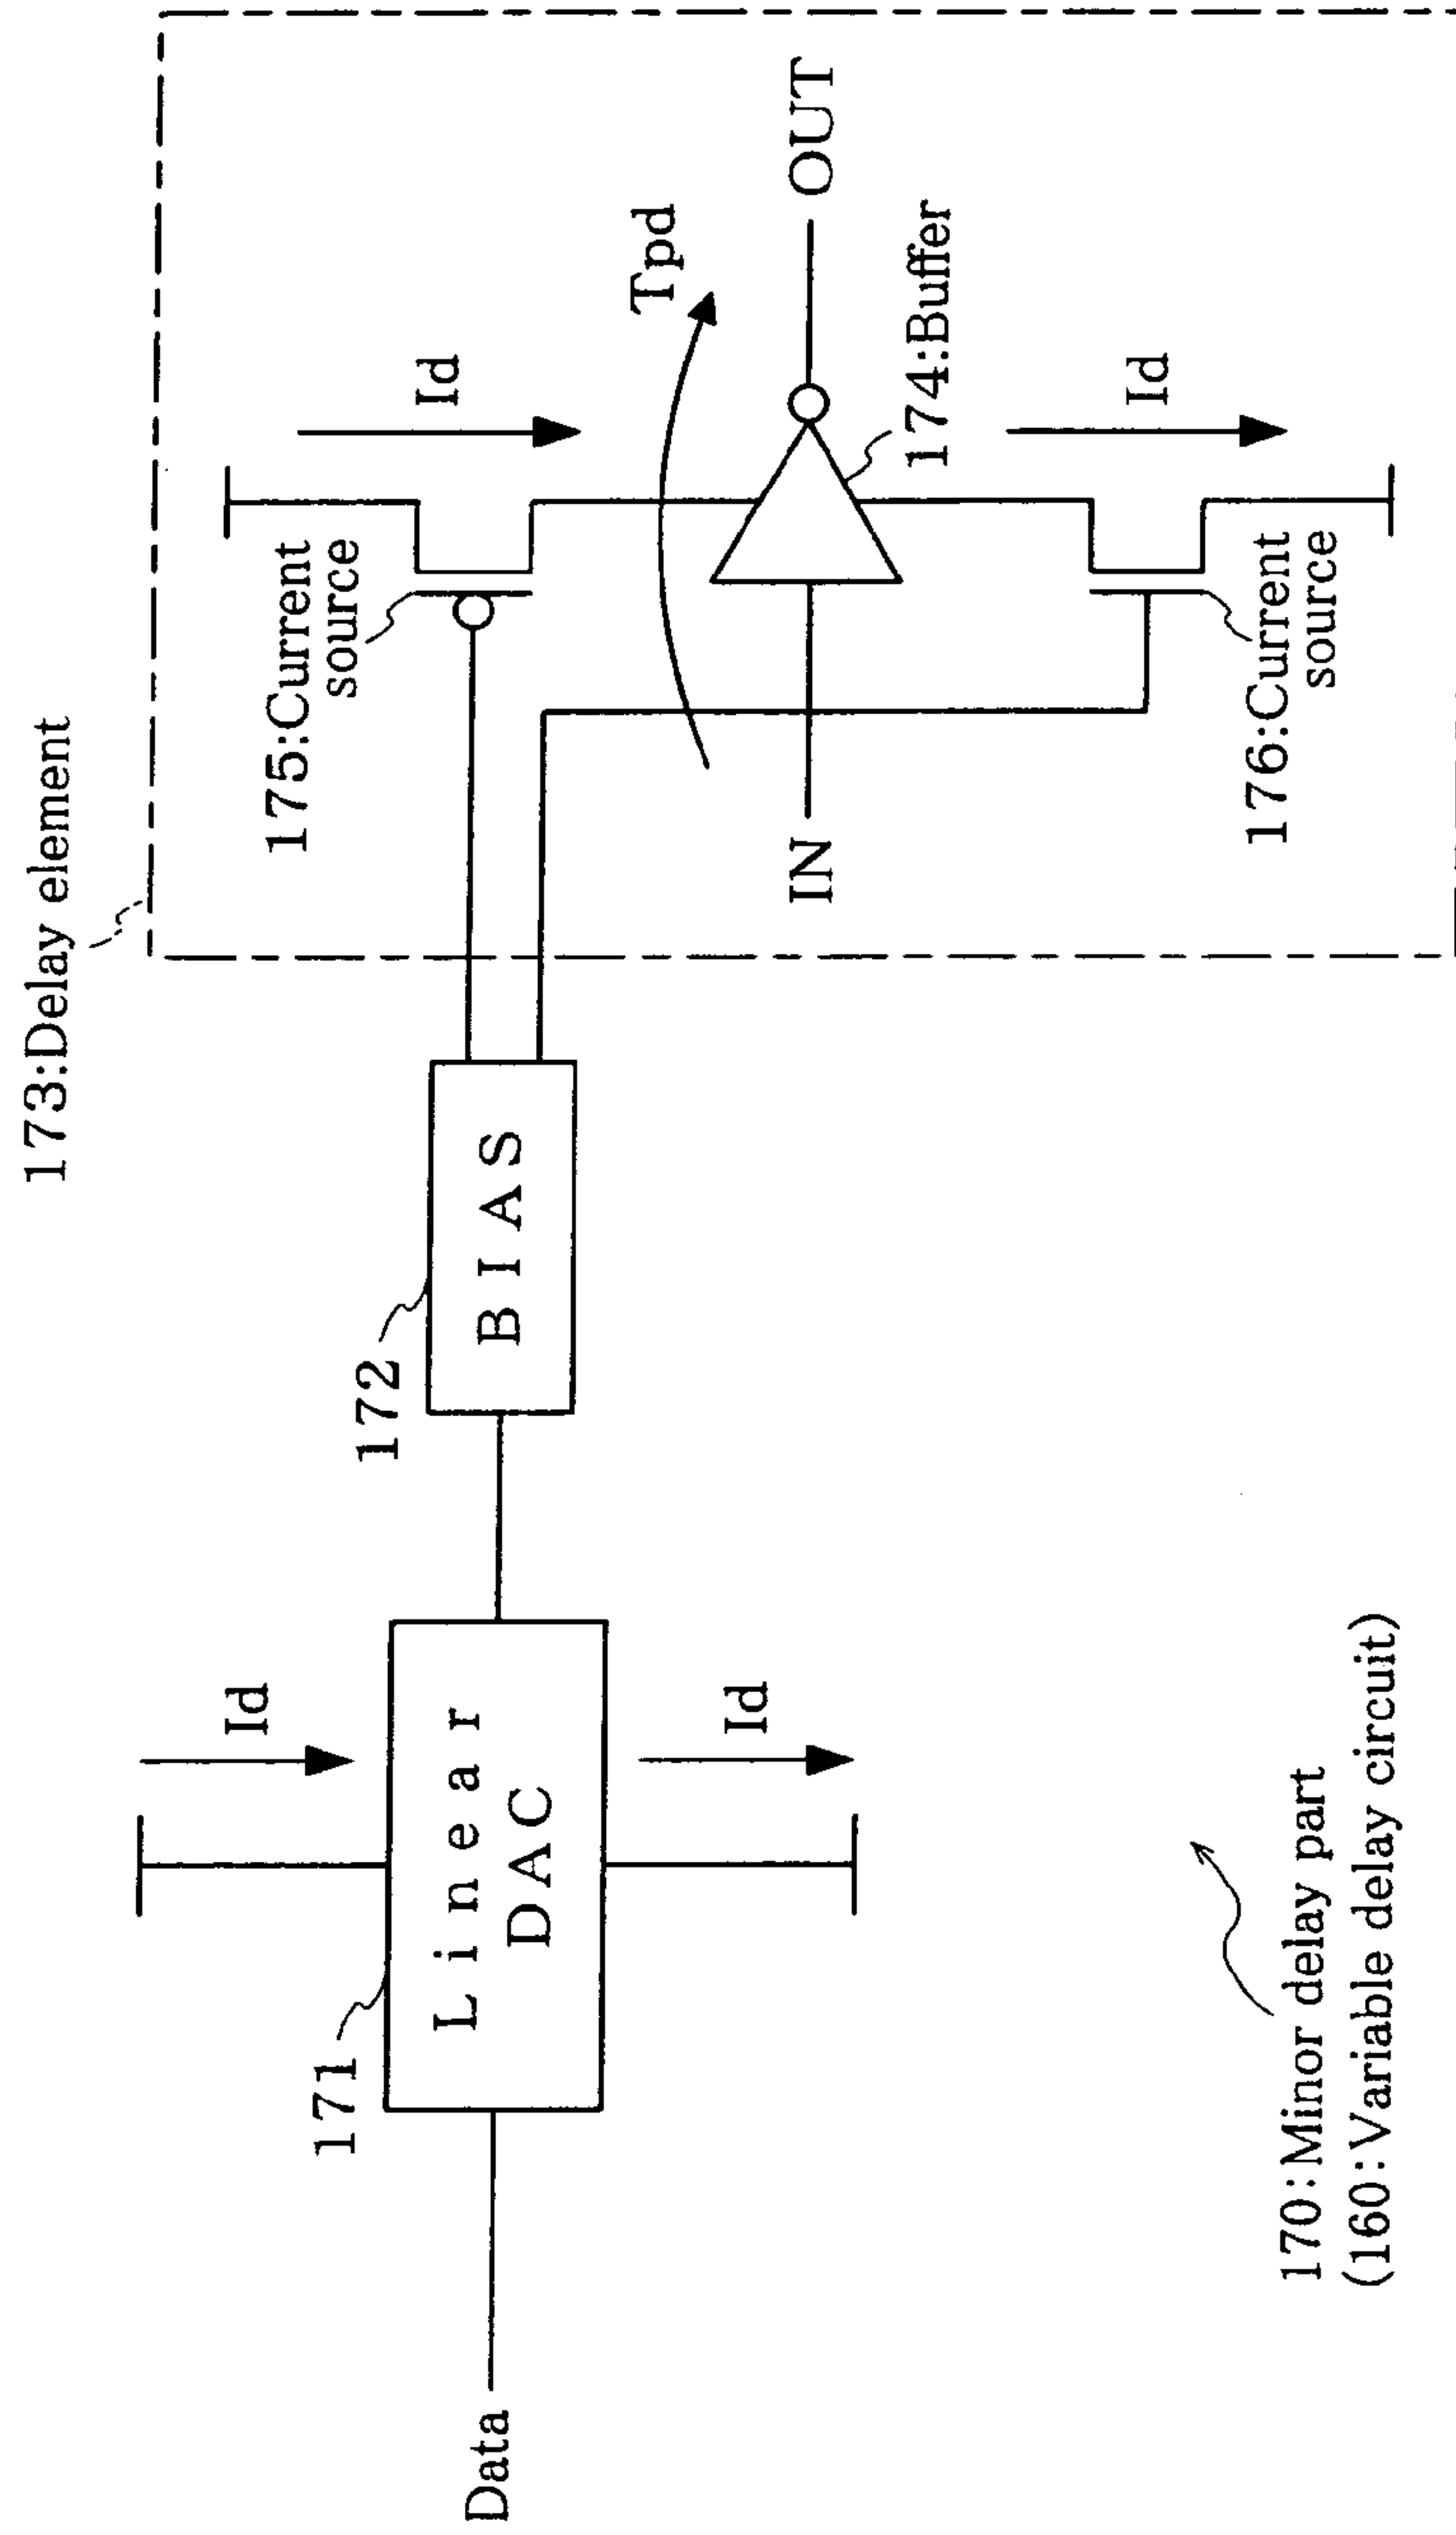 173:Delay element
175:Current
source
Id
Tpd
IN
OUT
174:Buffer
Id
176:Current
source
172
BIAS
Id
171
Linear
DAC
Id
Data
170:Minor delay part
(160:Variable delay circuit)